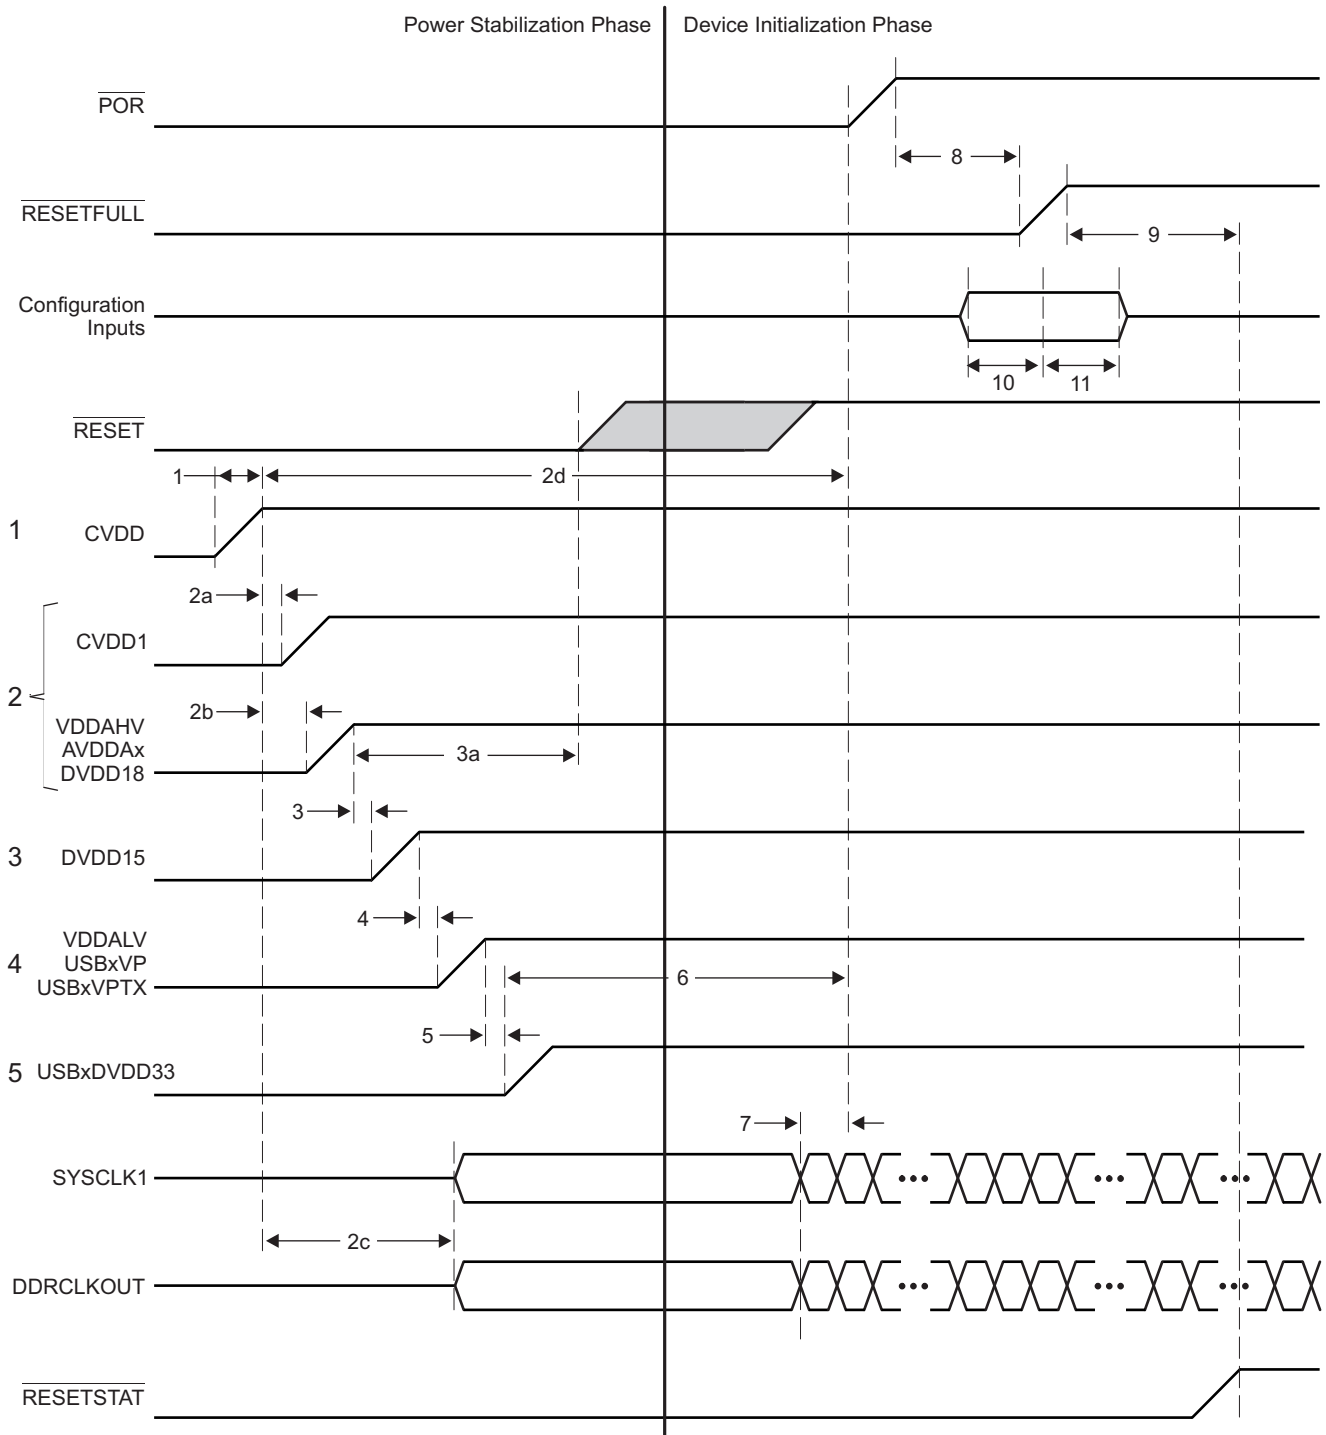 Power Stabilization Phase
Device Initialization Phase
POR
8
RESETFULL
9
Configuration
Inputs
10
11
RESET
1
2d
1
CVDD
2a
CVDD1
2
2b
VDDAHV
AVDDAx
DVDD18
3a
3
3
DVDD15
4
VDDALV
4
USBxVP
USBxVPTX
6
5
5
USBxDVDD33
7
SYSCLK1
2c
DDRCLKOUT
RESETSTAT